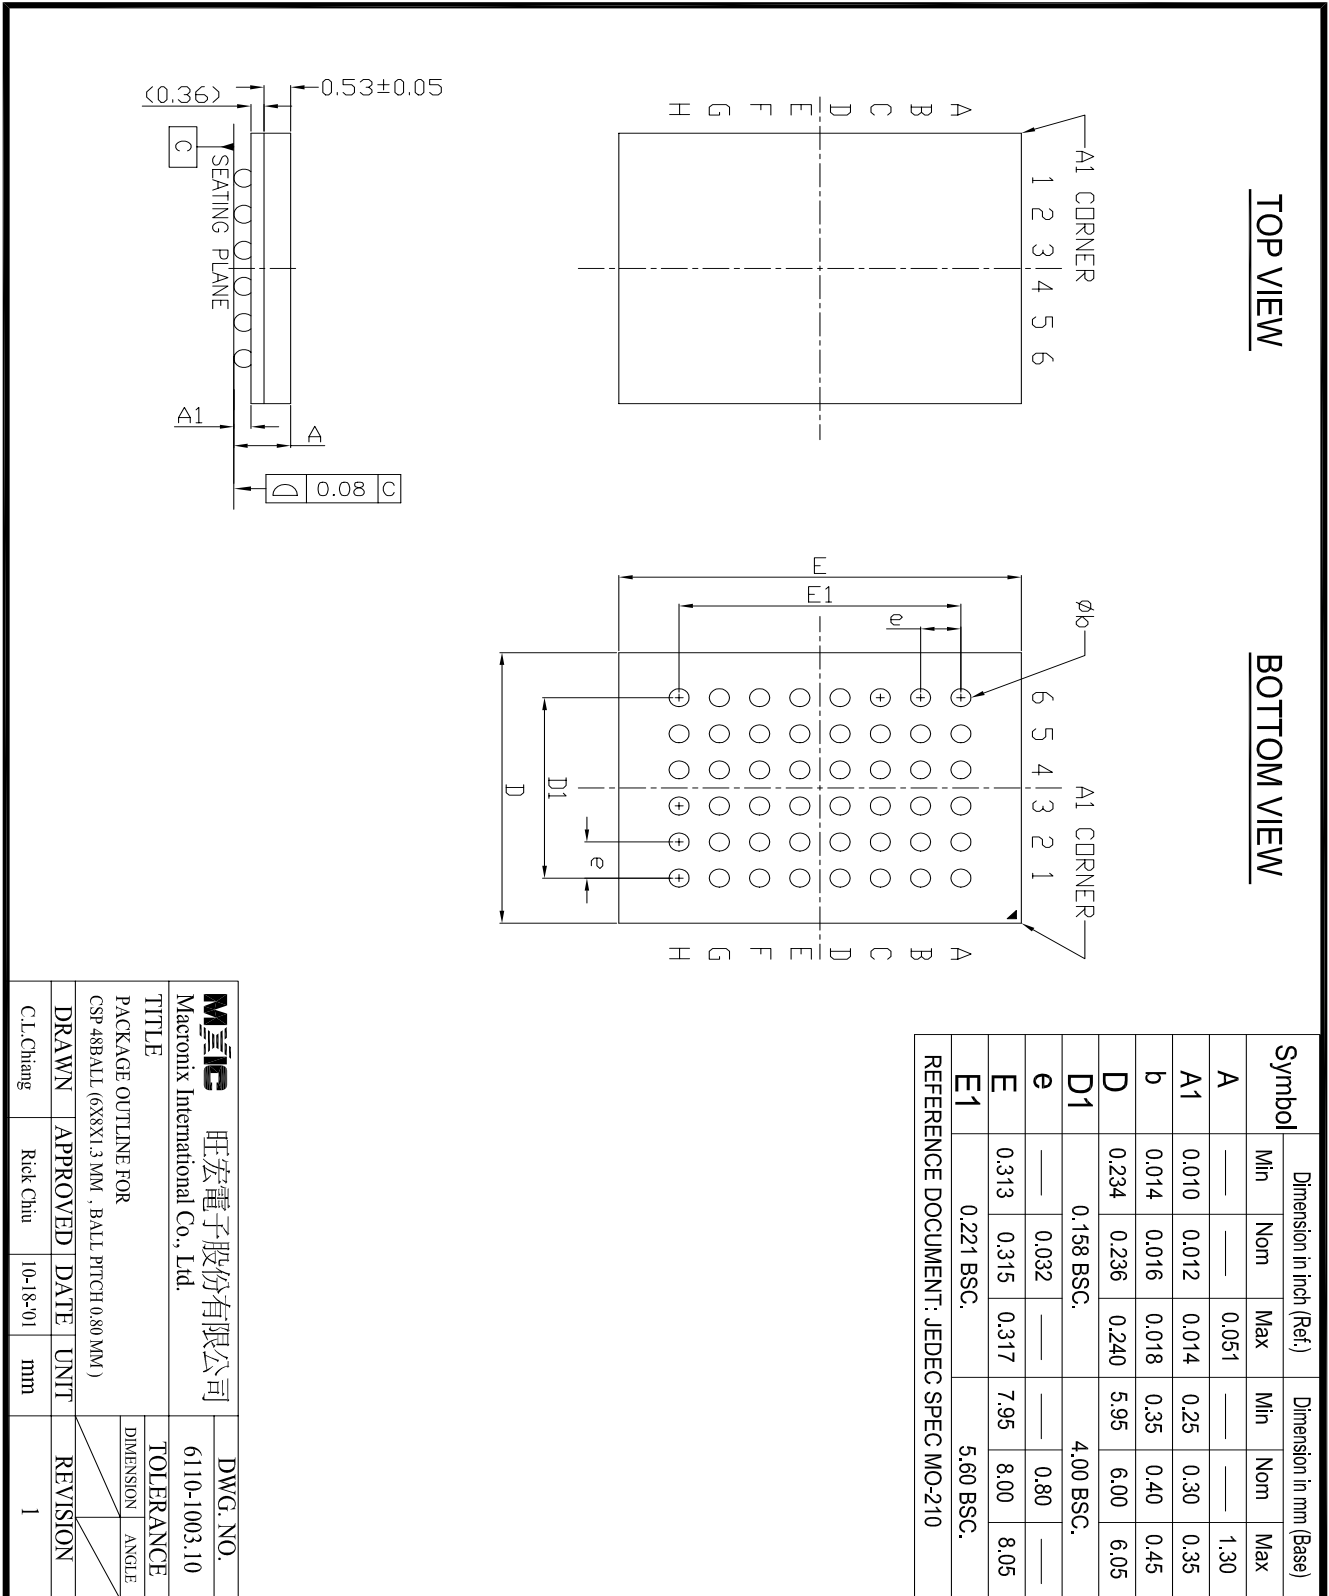 TOP VIEW
BOTTOM VIEW
A1 CORNER
1 2 3 4 5 6
A
B
C
D
E
F
G
H
0.53±0.05
(0.36)
C
SEATING PLANE
A1
A
0.08 C
Øb
6 5 4 3 2 1
A1 CORNER
A
B
C
D
E
F
G
H
e
E1
E
e
D1
D
Symbol Dimension in inch (Ref.) Dimension in mm (Base)
Min Nom Max Min Nom Max
A — — 0.051 — — 1.30
A1 0.010 0.012 0.014 0.25 0.30 0.35
b 0.014 0.016 0.018 0.35 0.40 0.45
D 0.234 0.236 0.240 5.95 6.00 6.05
D1 0.158 BSC. 4.00 BSC.
e — 0.032 — — 0.80 —
E 0.313 0.315 0.317 7.95 8.00 8.05
E1 0.221 BSC. 5.60 BSC.
REFERENCE DOCUMENT: JEDEC SPEC MO-210
MXIC 旺宏電子股份有限公司
Macronix International Co., Ltd.
DWG. NO.
6110-1003.10
TITLE
PACKAGE OUTLINE FOR
CSP 48BALL (6X8X1.3 MM , BALL PITCH 0.80 MM)
TOLERANCE
DIMENSION ANGLE
DRAWN APPROVED DATE UNIT REVISION
C.L.Chiang Rick Chiu 10-18-'01 mm 1